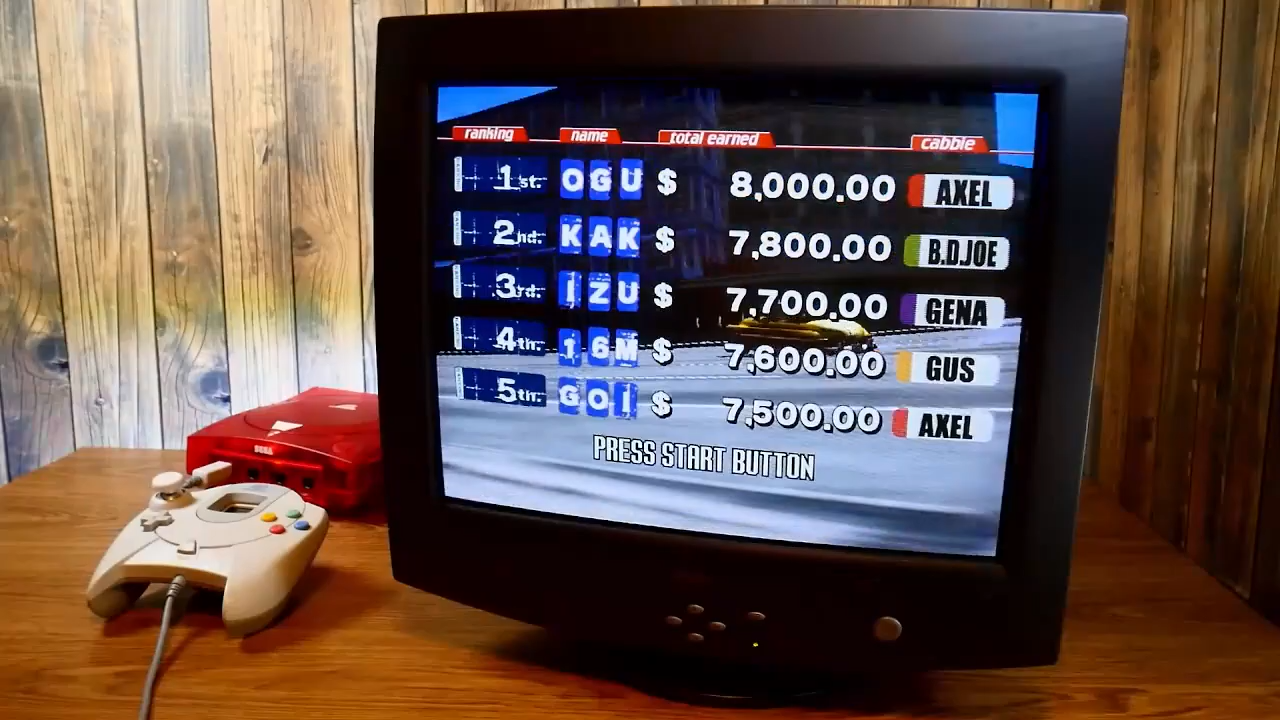 ranking name total earned cabbie
1st. OGU $ 8,000.00 AXEL
2nd. KAK $ 7,800.00 B.D.JOE
3rd. IZU $ 7,700.00 GENA
4th. 16M $ 7,600.00 GUS
5th. GOI $ 7,500.00 AXEL
PRESS START BUTTON
SEGA